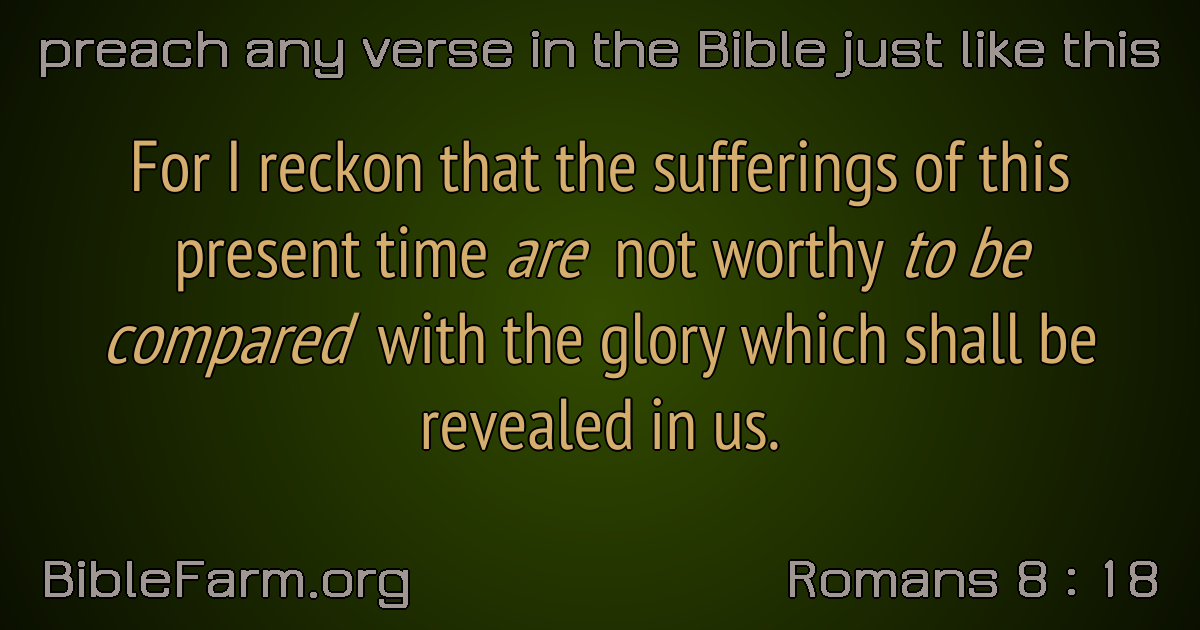 preach any verse in the Bible just like this
For I reckon that the sufferings of this
present time are not worthy to be
compared with the glory which shall be
revealed in us.
BibleFarm.org
Romans 8 : 18